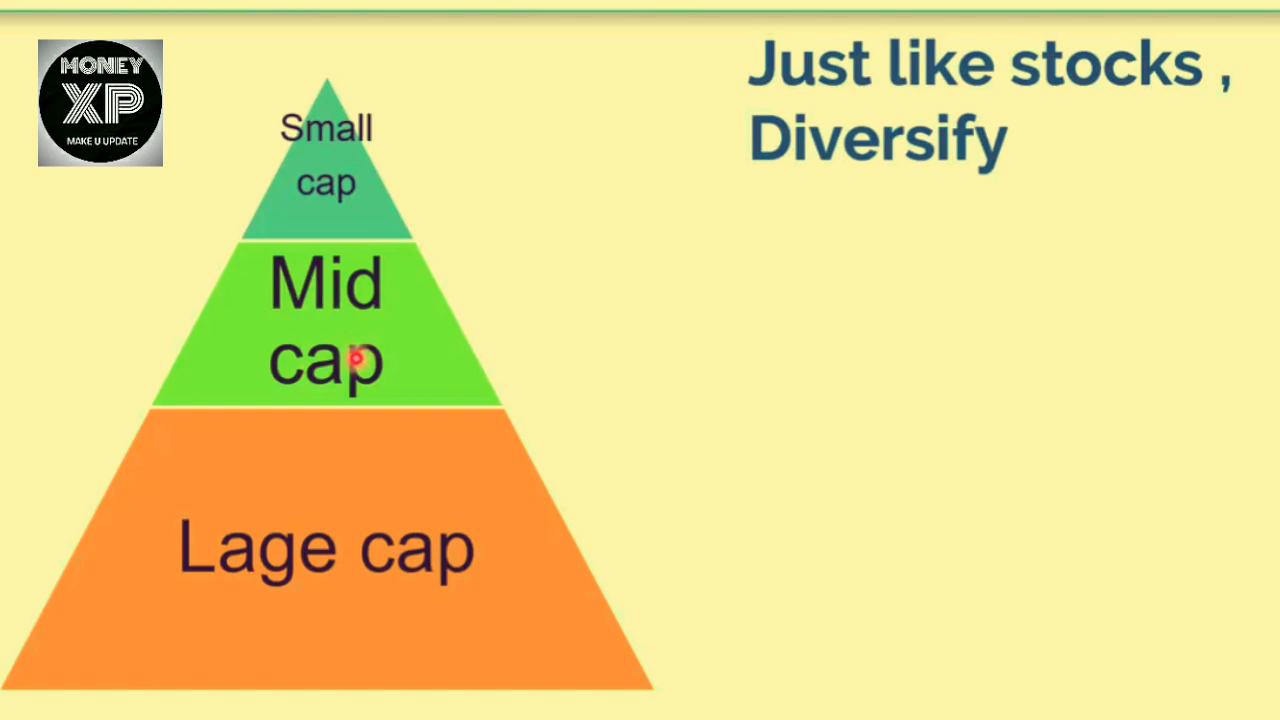 MONEY
XP
MAKE U UPDATE
Just like stocks ,
Diversify
Small
cap
Mid
cap
Lage cap